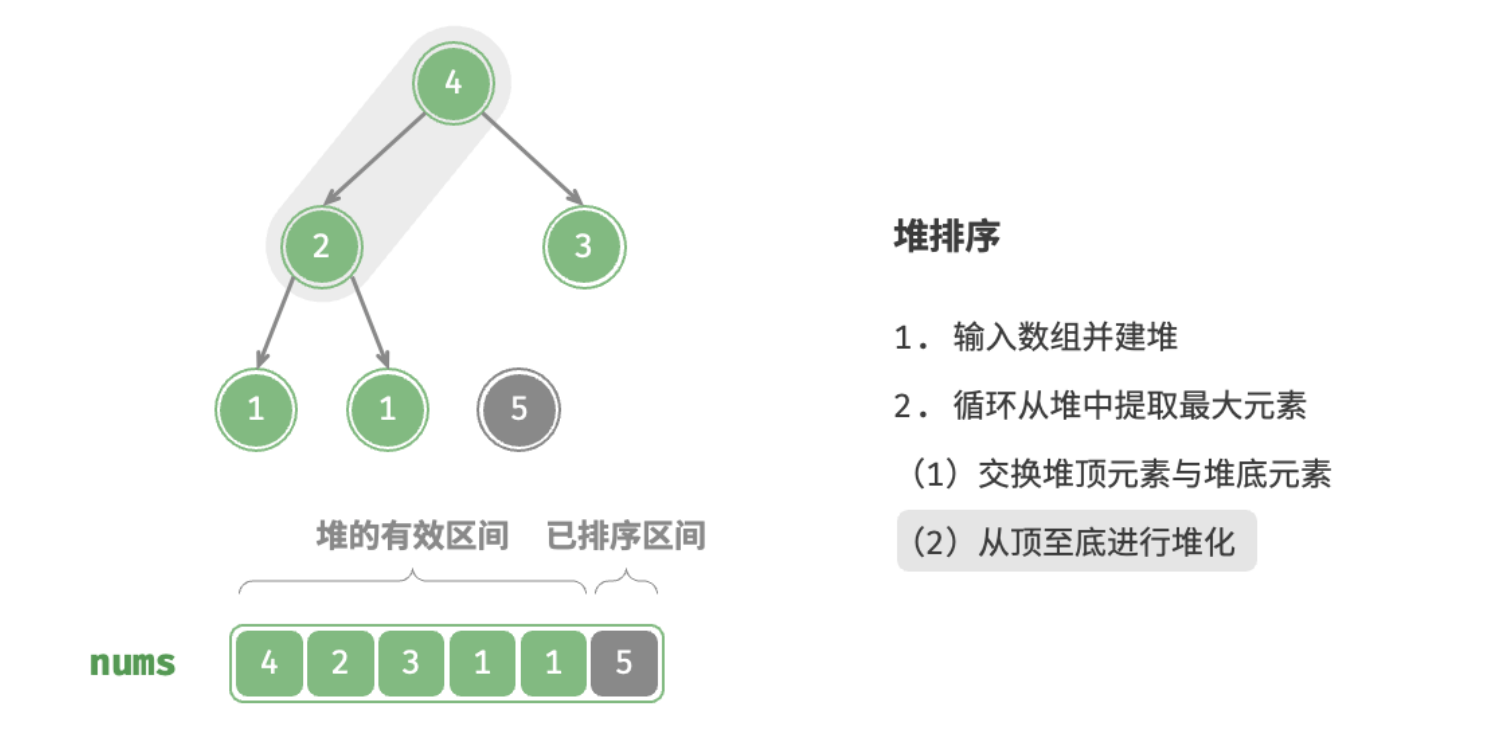 4
2
3
1
1
5
堆的有效区间
已排序区间
nums
4 2 3 1 1 5
堆排序
1. 输入数组并建堆
2. 循环从堆中提取最大元素
（1）交换堆顶元素与堆底元素
（2）从顶至底进行堆化